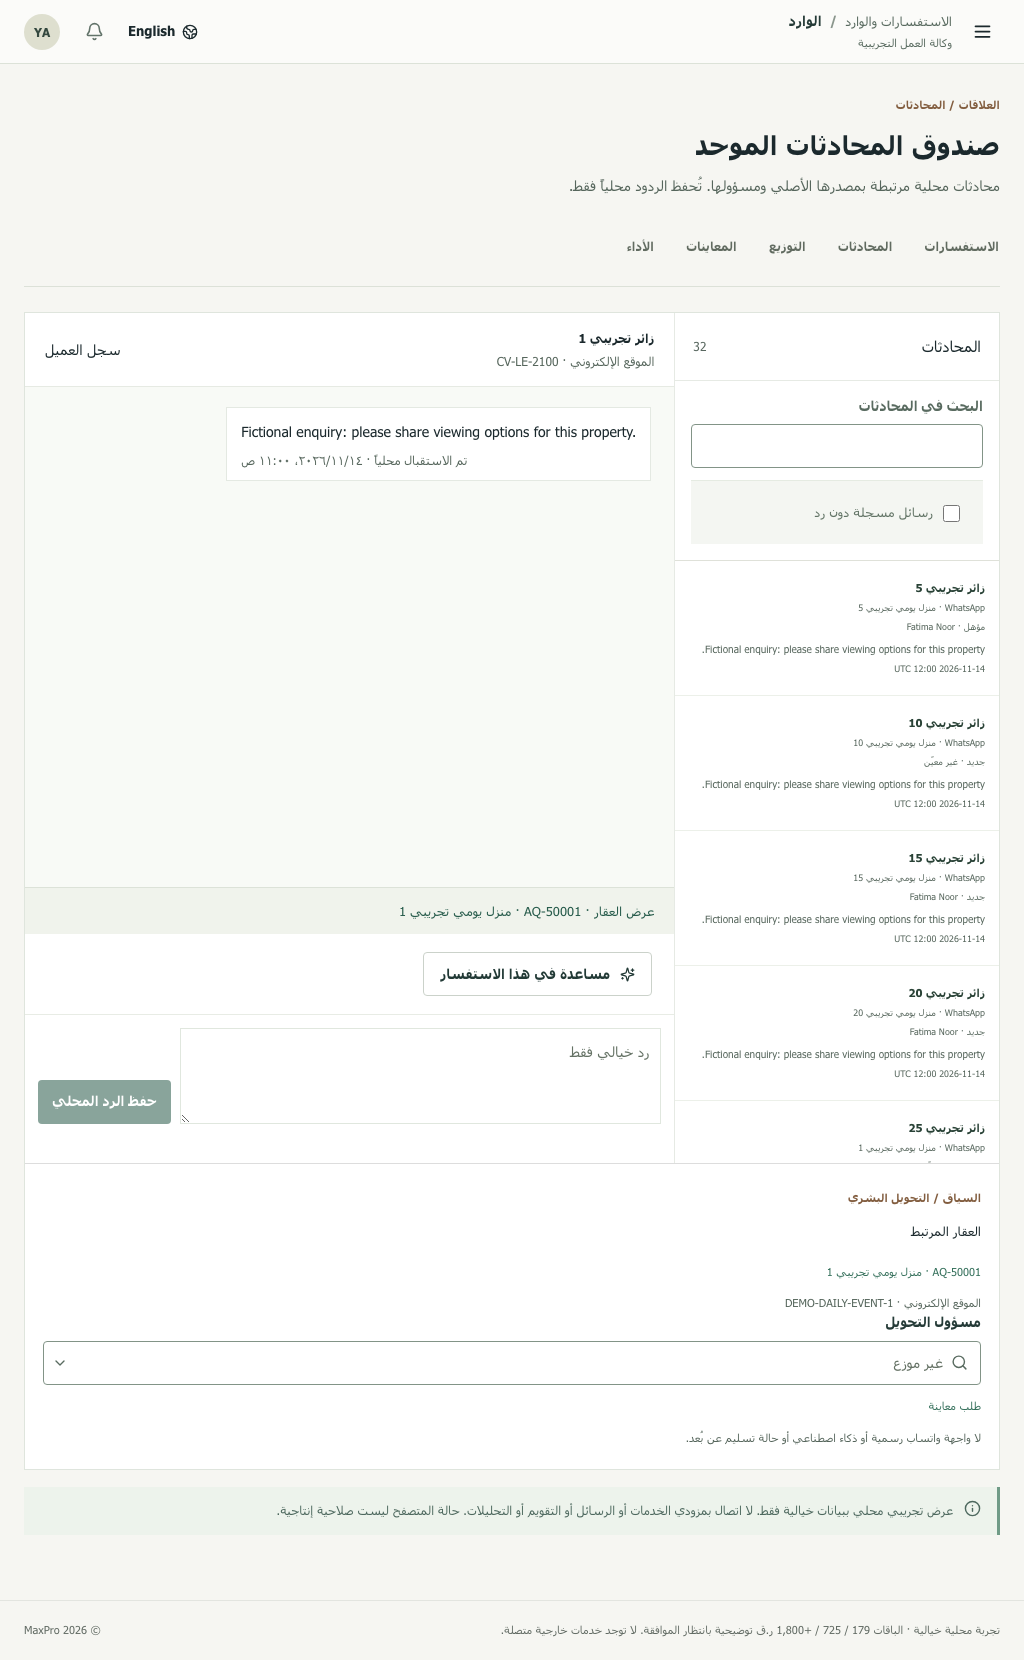 الاستفسارات والوارد / الوارد
وكالة العمل التجريبية
English
YA
العلاقات / المحادثات
صندوق المحادثات الموحد
محادثات محلية مرتبطة بمصدرها الأصلي ومسؤولها. تُحفظ الردود محلياً فقط.
الاستفسارات المحادثات التوزيع المعاينات الأداء
المحادثات 32
البحث في المحادثات
رسائل مسجلة دون رد
زائر تجريبي 5
WhatsApp · منزل يومي تجريبي 5
مؤهل · Fatima Noor
Fictional enquiry: please share viewing options for this property.
2026-11-14 12:00 UTC
زائر تجريبي 10
WhatsApp · منزل يومي تجريبي 10
جديد · غير معيّن
Fictional enquiry: please share viewing options for this property.
2026-11-14 12:00 UTC
زائر تجريبي 15
WhatsApp · منزل يومي تجريبي 15
جديد · Fatima Noor
Fictional enquiry: please share viewing options for this property.
2026-11-14 12:00 UTC
زائر تجريبي 20
WhatsApp · منزل يومي تجريبي 20
جديد · Fatima Noor
Fictional enquiry: please share viewing options for this property.
2026-11-14 12:00 UTC
زائر تجريبي 25
WhatsApp · منزل يومي تجريبي 1
زائر تجريبي 1
الموقع الإلكتروني · CV-LE-2100
سجل العميل
Fictional enquiry: please share viewing options for this property.
تم الاستقبال محلياً · ٢٠٢٦/١١/١٤، ١١:٠٠ ص
عرض العقار · AQ-50001 · منزل يومي تجريبي 1
مساعدة في هذا الاستفسار
رد خيالي فقط
حفظ الرد المحلي
السياق / التحويل البشري
العقار المرتبط
AQ-50001 · منزل يومي تجريبي 1
الموقع الإلكتروني · DEMO-DAILY-EVENT-1
مسؤول التحويل
غير موزع
طلب معاينة
لا واجهة واتساب رسمية أو ذكاء اصطناعي أو حالة تسليم عن بُعد.
عرض تجريبي محلي ببيانات خيالية فقط. لا اتصال بمزودي الخدمات أو الرسائل أو التقويم أو التحليلات. حالة المتصفح ليست صلاحية إنتاجية.
تجربة محلية خيالية · الباقات 179 / 725 / +1,800 ر.ق توضيحية بانتظار الموافقة. لا توجد خدمات خارجية متصلة.
© 2026 MaxPro